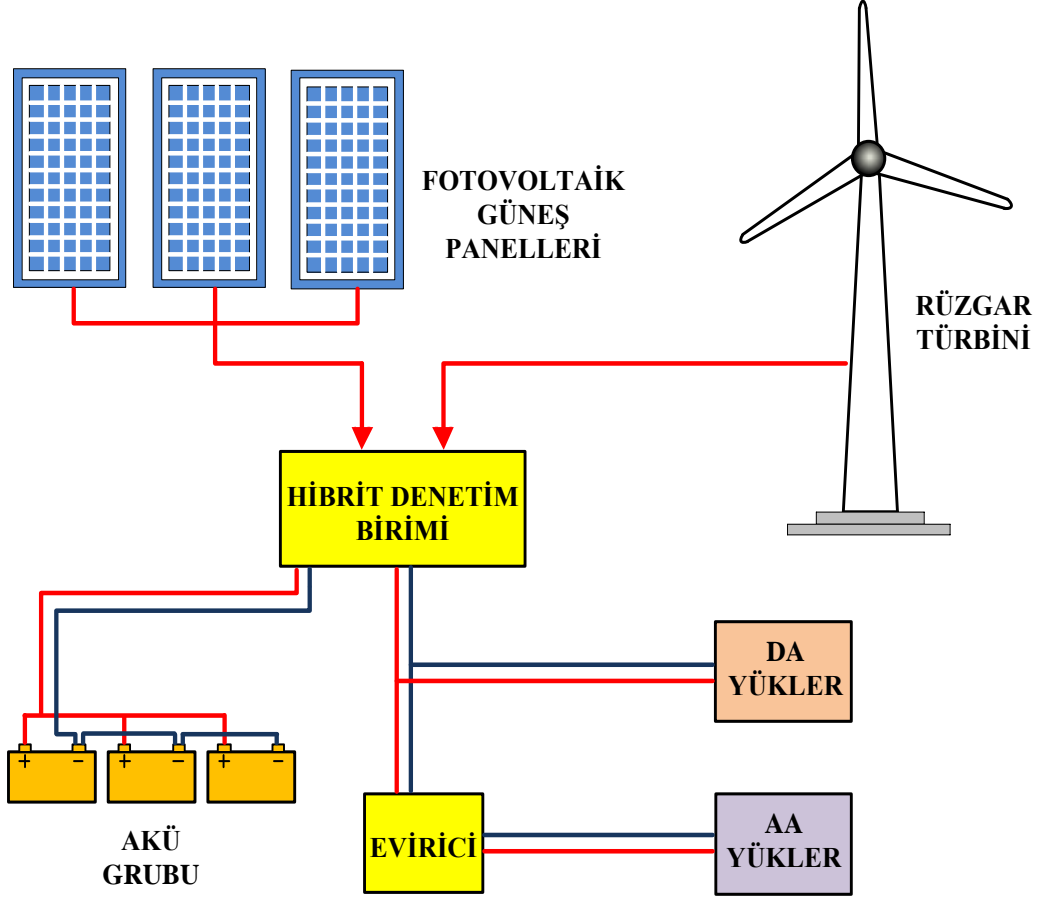 FOTOVOLTAİK
GÜNEŞ
PANELLERİ
RÜZGAR
TÜRBİNİ
HİBRİT DENETİM
BİRİMİ
DA
YÜKLER
+ − + − + −
AKÜ
GRUBU
EVİRİCİ
AA
YÜKLER